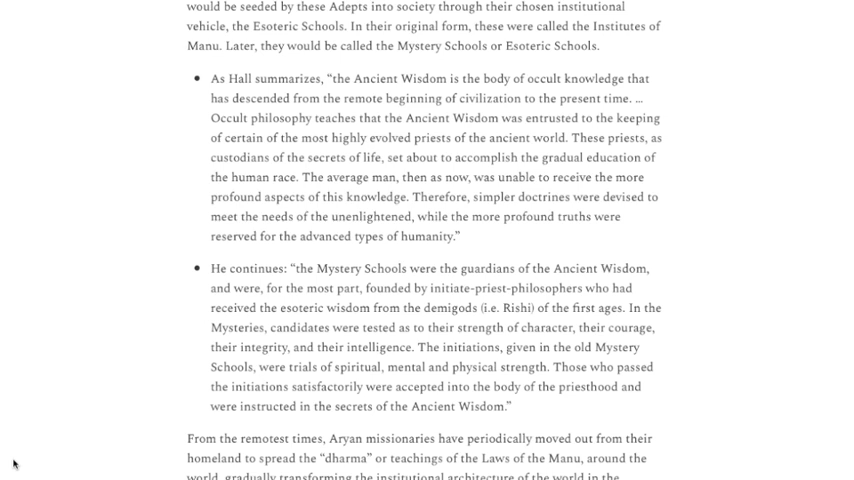 would be seeded by these Adepts into society through their chosen institutional
vehicle, the Esoteric Schools. In their original form, these were called the Institutes of
Manu. Later, they would be called the Mystery Schools or Esoteric Schools.
• As Hall summarizes, “the Ancient Wisdom is the body of occult knowledge that
has descended from the remote beginning of civilization to the present time. …
Occult philosophy teaches that the Ancient Wisdom was entrusted to the keeping
of certain of the most highly evolved priests of the ancient world. These priests, as
custodians of the secrets of life, set about to accomplish the gradual education of
the human race. The average man, then as now, was unable to receive the more
profound aspects of this knowledge. Therefore, simpler doctrines were devised to
meet the needs of the unenlightened, while the more profound truths were
reserved for the advanced types of humanity.”
• He continues: “the Mystery Schools were the guardians of the Ancient Wisdom,
and were, for the most part, founded by initiate-priest-philosophers who had
received the esoteric wisdom from the demigods (i.e. Rishi) of the first ages. In the
Mysteries, candidates were tested as to their strength of character, their courage,
their integrity, and their intelligence. The initiations, given in the old Mystery
Schools, were trials of spiritual, mental and physical strength. Those who passed
the initiations satisfactorily were accepted into the body of the priesthood and
were instructed in the secrets of the Ancient Wisdom.”
From the remotest times, Aryan missionaries have periodically moved out from their
homeland to spread the “dharma” or teachings of the Laws of the Manu, around the
world, gradually transforming the institutional architecture of the world in the